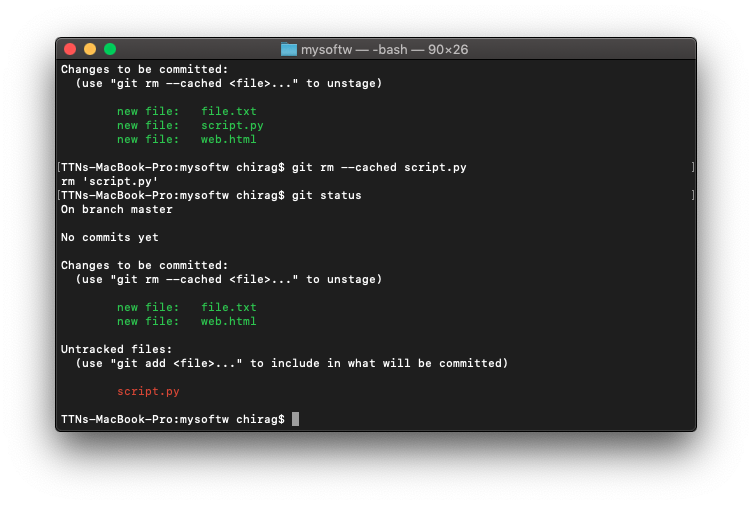 mysoftw — -bash — 90×26
Changes to be committed:
  (use "git rm --cached <file>..." to unstage)
        new file:   file.txt
        new file:   script.py
        new file:   web.html
[TTNs-MacBook-Pro:mysoftw chirag$ git rm --cached script.py ]
rm 'script.py'
[TTNs-MacBook-Pro:mysoftw chirag$ git status ]
On branch master
No commits yet
Changes to be committed:
  (use "git rm --cached <file>..." to unstage)
        new file:   file.txt
        new file:   web.html
Untracked files:
  (use "git add <file>..." to include in what will be committed)
        script.py
TTNs-MacBook-Pro:mysoftw chirag$